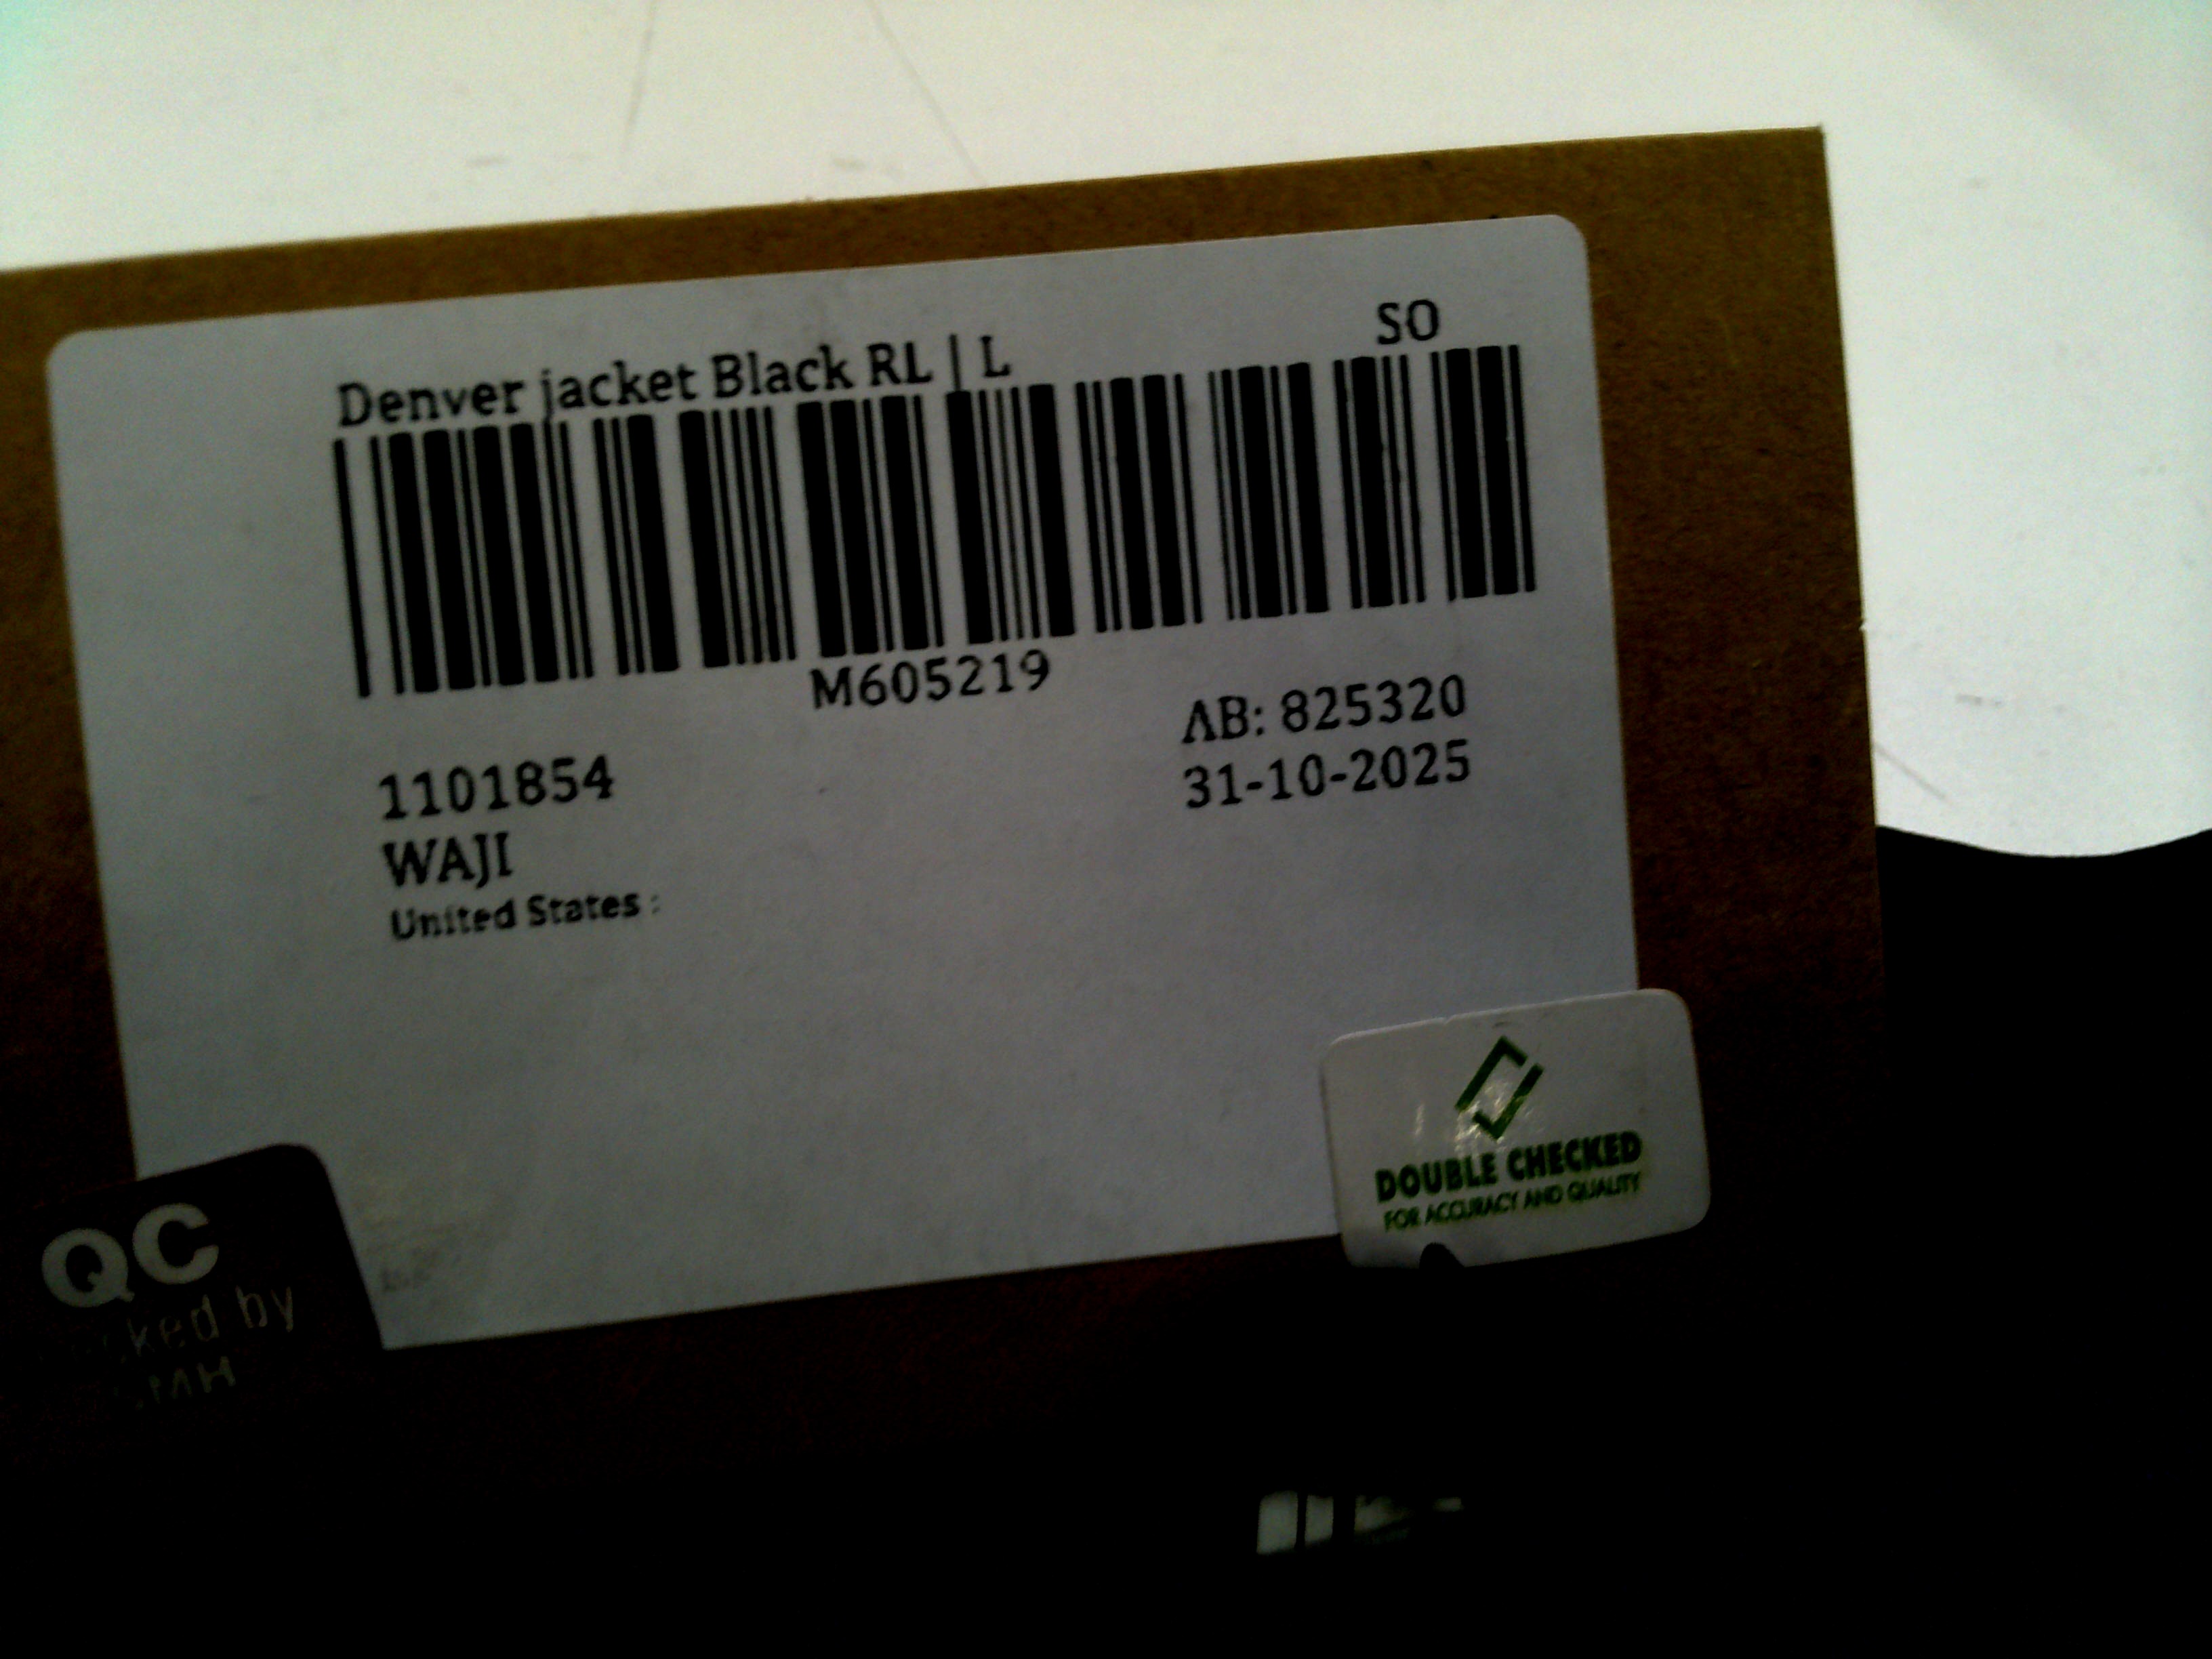 SO
Denver jacket Black RL | L
M605219
AB: 825320
31-10-2025
1101854
WAJI
United States :
DOUBLE CHECKED
FOR ACCURACY AND QUALITY
QC
by